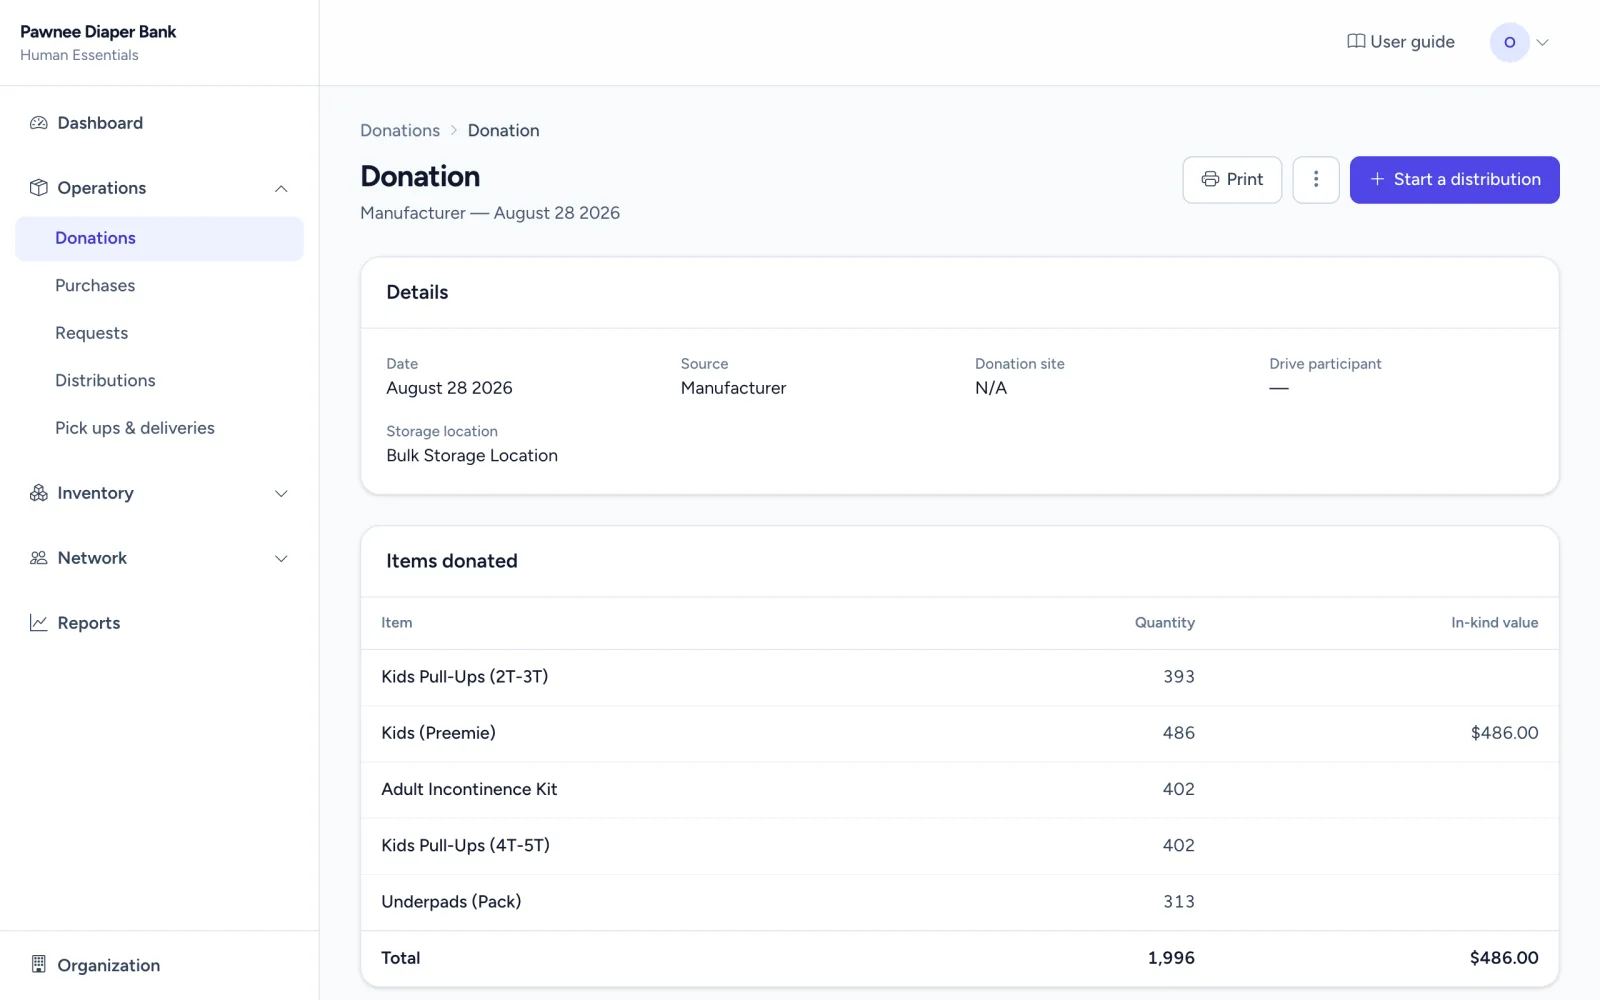 Pawnee Diaper Bank
Human Essentials
User guide
O
Dashboard
Operations
Donations
Purchases
Requests
Distributions
Pick ups & deliveries
Inventory
Network
Reports
Organization
Donations > Donation
Donation
Manufacturer — August 28 2026
Print
+ Start a distribution
Details
Date Source Donation site Drive participant
August 28 2026 Manufacturer N/A —
Storage location
Bulk Storage Location
Items donated
Item Quantity In-kind value
Kids Pull-Ups (2T-3T) 393
Kids (Preemie) 486 $486.00
Adult Incontinence Kit 402
Kids Pull-Ups (4T-5T) 402
Underpads (Pack) 313
Total 1,996 $486.00